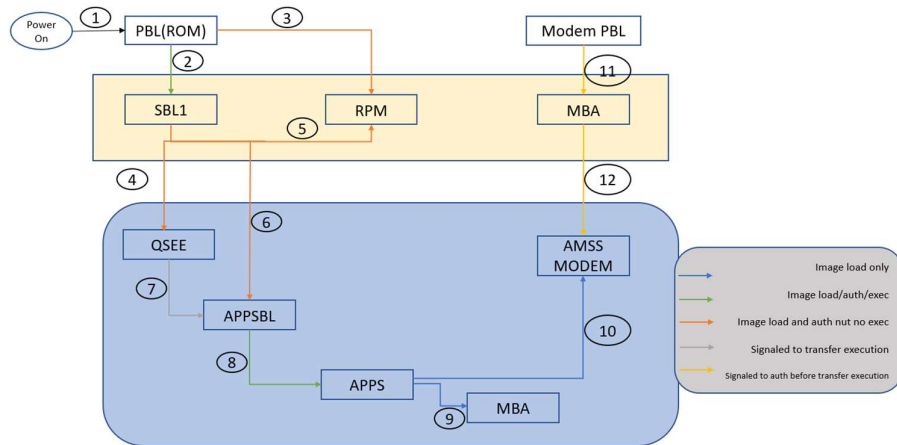 Power
On
1
PBL(ROM)
3
Modem PBL
2
11
SBL1
RPM
MBA
5
4
12
6
QSEE
AMSS
MODEM
7
APPSBL
8
10
APPS
9
MBA
Image load only
Image load/auth/exec
Image load and auth nut no exec
Signaled to transfer execution
Signaled to auth before transfer execution